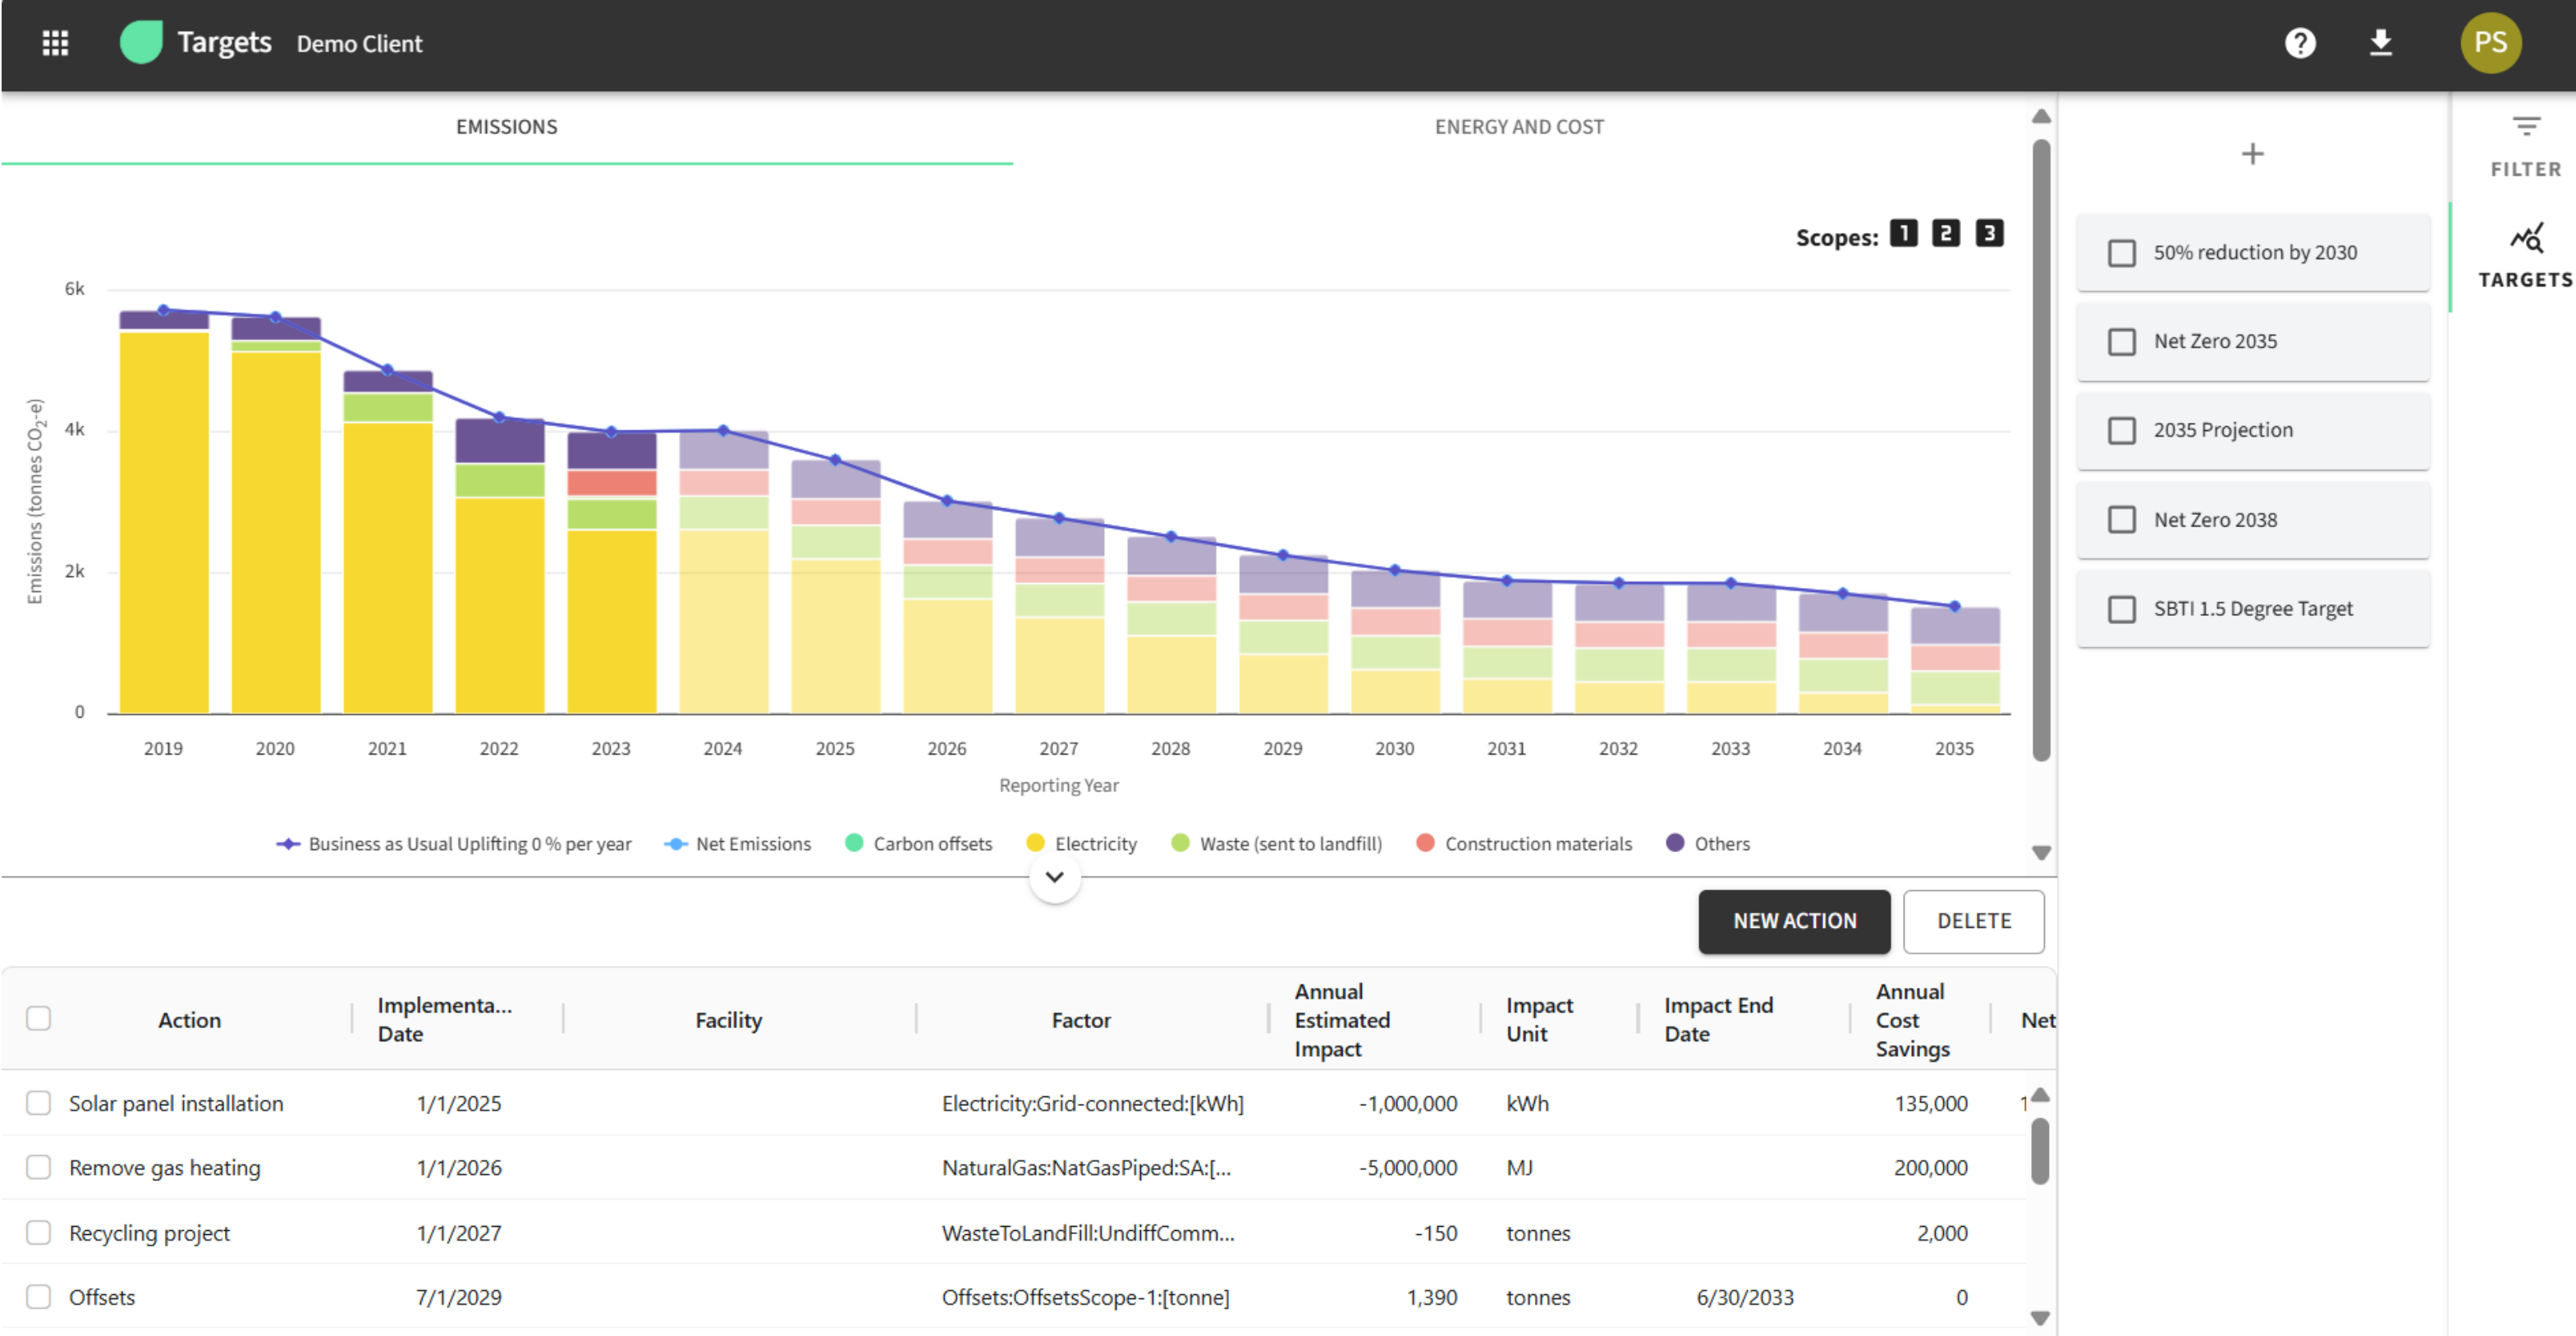 Targets Demo Client
PS
EMISSIONS
ENERGY AND COST
Scopes: 1 2 3
6k
4k
2k
0
Emissions (tonnes CO2-e)
2019 2020 2021 2022 2023 2024 2025 2026 2027 2028 2029 2030 2031 2032 2033 2034 2035
Reporting Year
Business as Usual Uplifting 0 % per year Net Emissions Carbon offsets Electricity Waste (sent to landfill) Construction materials Others
50% reduction by 2030
Net Zero 2035
2035 Projection
Net Zero 2038
SBTI 1.5 Degree Target
FILTER
TARGETS
NEW ACTION DELETE
Action
Implementa...
Date
Facility
Factor
Annual
Estimated
Impact
Impact
Unit
Impact End
Date
Annual
Cost
Savings
Net
Solar panel installation 1/1/2025 Electricity:Grid-connected:[kWh] -1,000,000 kWh 135,000 1
Remove gas heating 1/1/2026 NaturalGas:NatGasPiped:SA:[... -5,000,000 MJ 200,000
Recycling project 1/1/2027 WasteToLandFill:UndiffComm... -150 tonnes 2,000
Offsets 7/1/2029 Offsets:OffsetsScope-1:[tonne] 1,390 tonnes 6/30/2033 0